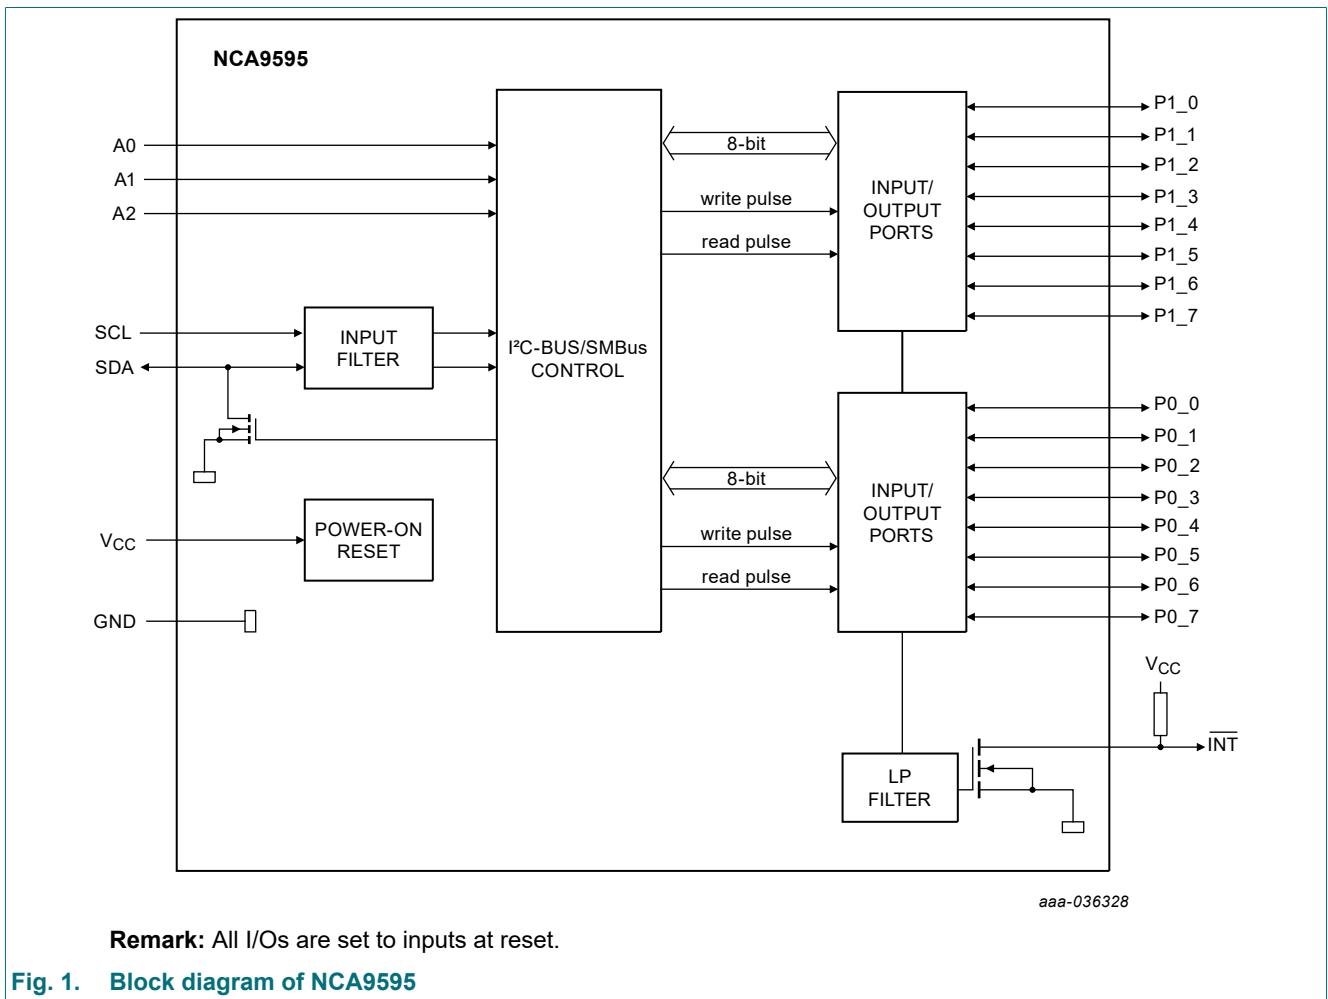 NCA9595
A0
A1
A2
SCL
SDA
VCC
GND
INPUT
FILTER
POWER-ON
RESET
I²C-BUS/SMBus
CONTROL
8-bit
write pulse
read pulse
8-bit
write pulse
read pulse
INPUT/
OUTPUT
PORTS
INPUT/
OUTPUT
PORTS
LP
FILTER
P1_0
P1_1
P1_2
P1_3
P1_4
P1_5
P1_6
P1_7
P0_0
P0_1
P0_2
P0_3
P0_4
P0_5
P0_6
P0_7
VCC
INT
aaa-036328
Remark: All I/Os are set to inputs at reset.
Fig. 1. Block diagram of NCA9595